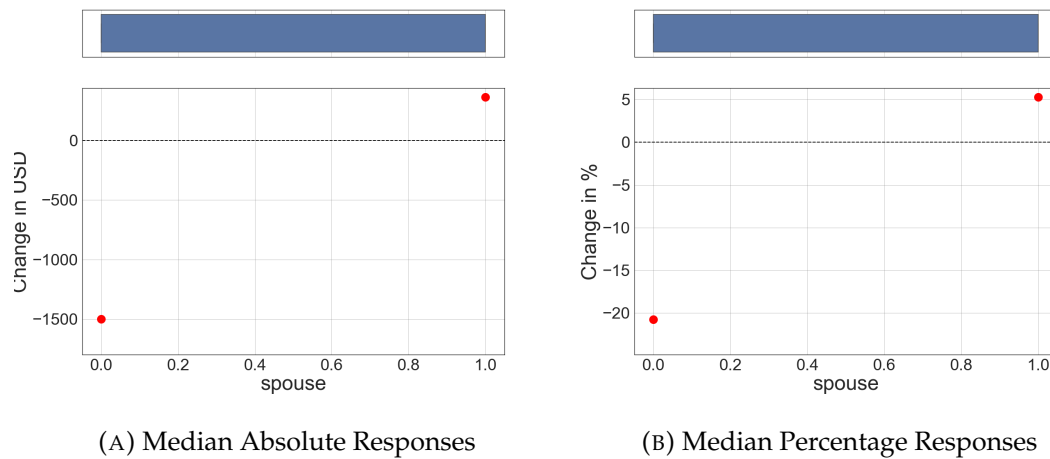 0
−500
−1000
−1500
Change in USD
0.0 0.2 0.4 0.6 0.8 1.0
spouse
(A) Median Absolute Responses
5
0
−5
−10
−15
−20
Change in %
0.0 0.2 0.4 0.6 0.8 1.0
spouse
(B) Median Percentage Responses